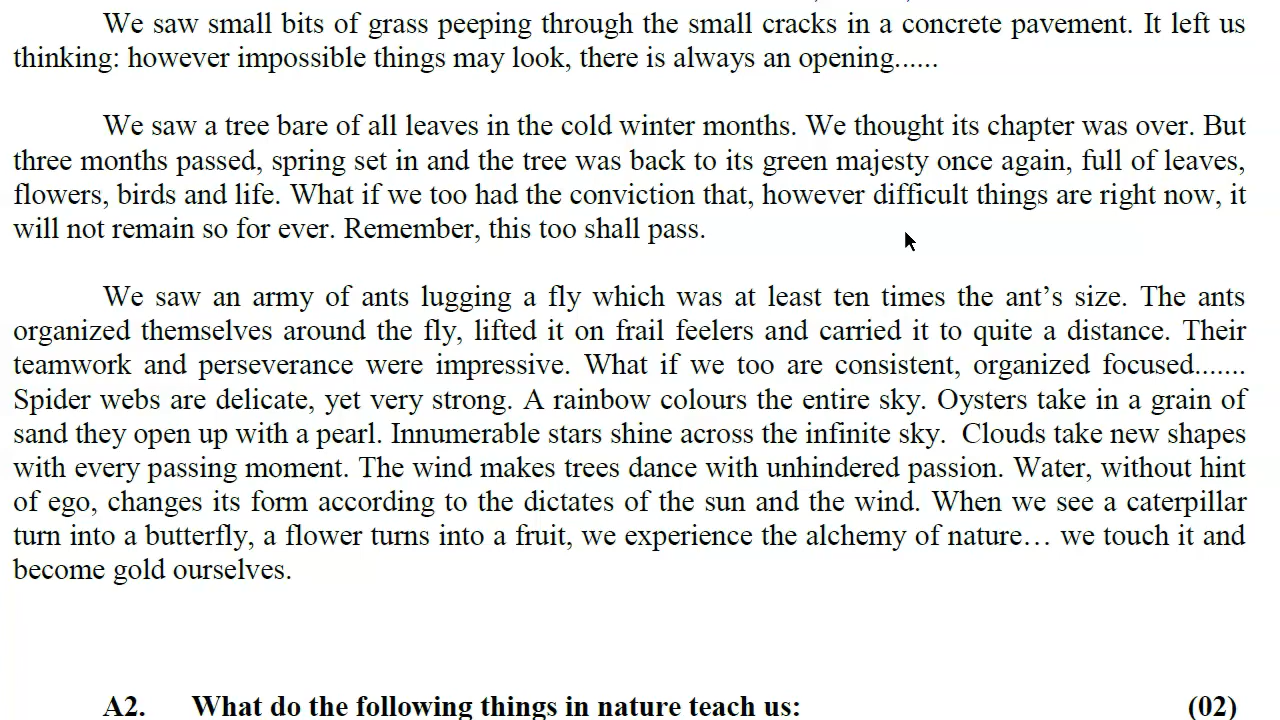 We saw small bits of grass peeping through the small cracks in a concrete pavement. It left us
thinking: however impossible things may look, there is always an opening......
We saw a tree bare of all leaves in the cold winter months. We thought its chapter was over. But
three months passed, spring set in and the tree was back to its green majesty once again, full of leaves,
flowers, birds and life. What if we too had the conviction that, however difficult things are right now, it
will not remain so for ever. Remember, this too shall pass.
We saw an army of ants lugging a fly which was at least ten times the ant’s size. The ants
organized themselves around the fly, lifted it on frail feelers and carried it to quite a distance. Their
teamwork and perseverance were impressive. What if we too are consistent, organized focused.......
Spider webs are delicate, yet very strong. A rainbow colours the entire sky. Oysters take in a grain of
sand they open up with a pearl. Innumerable stars shine across the infinite sky.  Clouds take new shapes
with every passing moment. The wind makes trees dance with unhindered passion. Water, without hint
of ego, changes its form according to the dictates of the sun and the wind. When we see a caterpillar
turn into a butterfly, a flower turns into a fruit, we experience the alchemy of nature… we touch it and
become gold ourselves.
A2. What do the following things in nature teach us: (02)